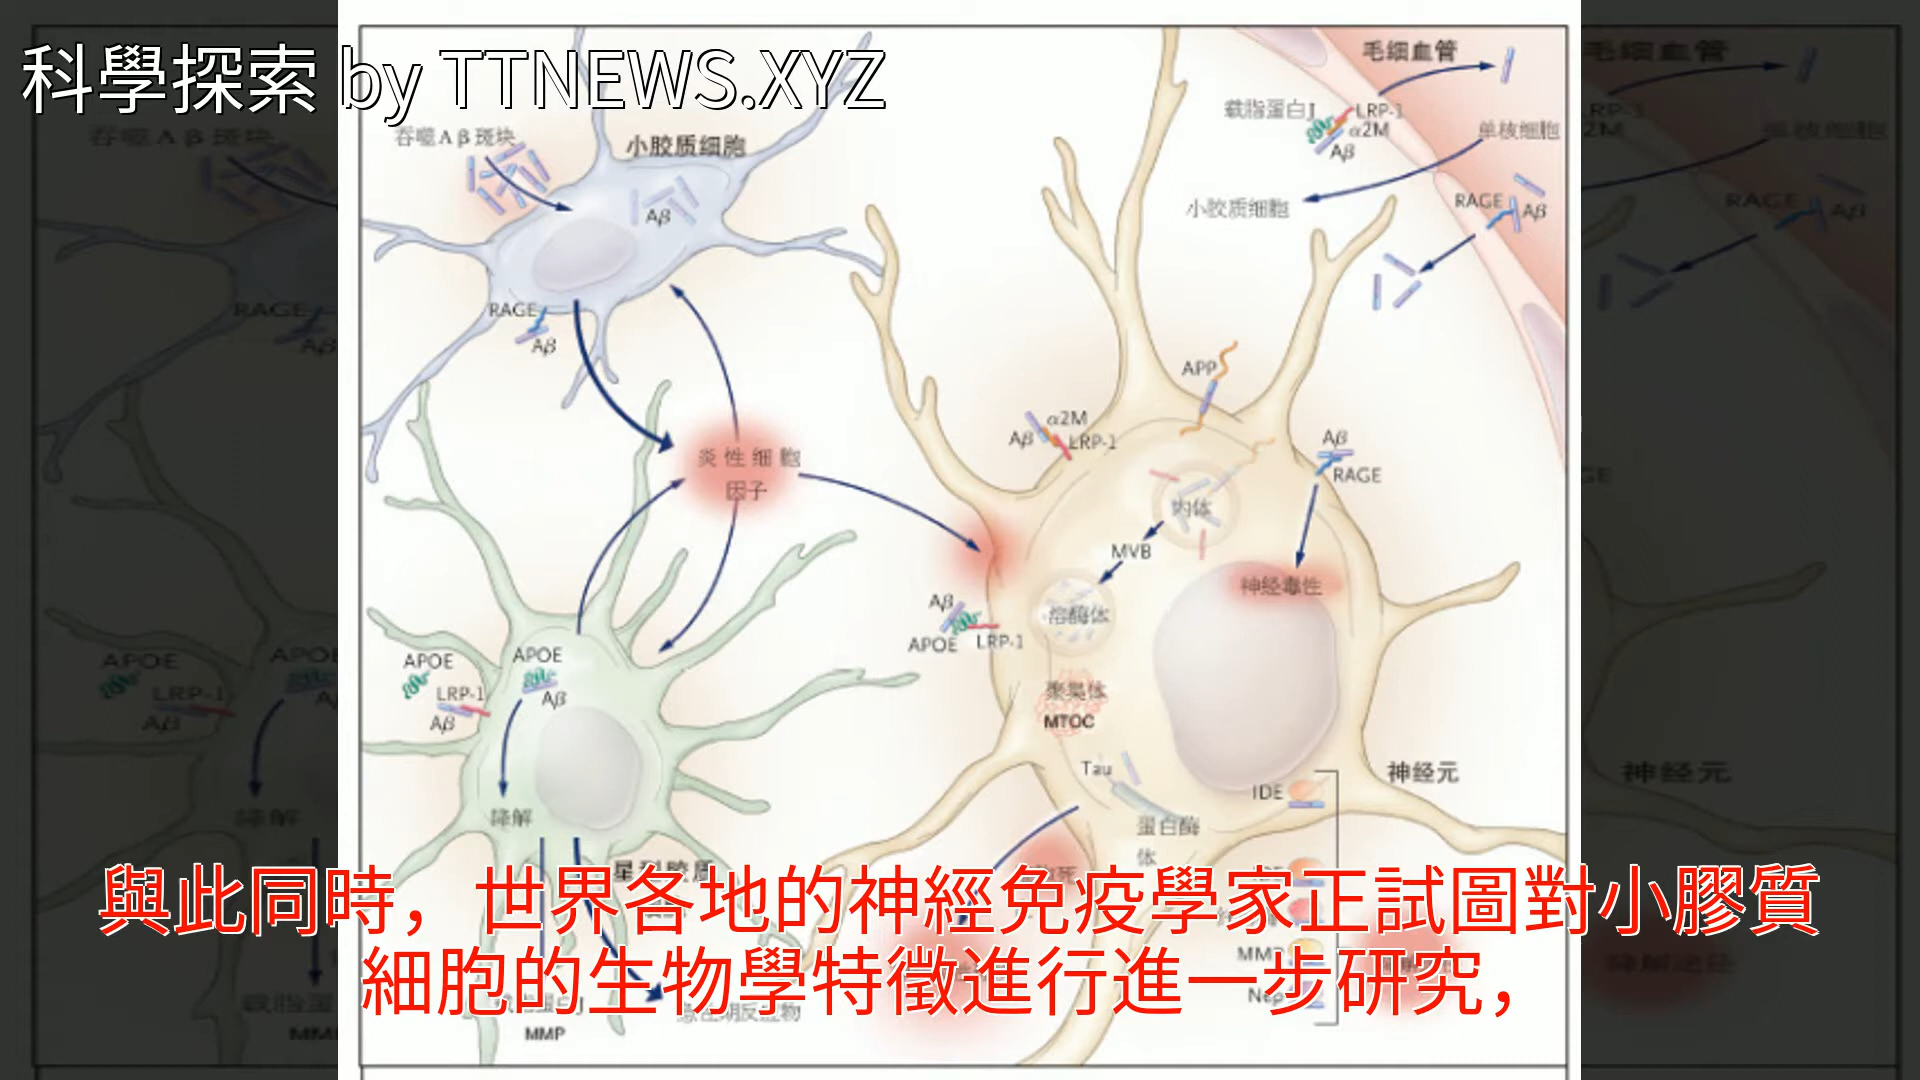 科學探索 by TTNEWS.XYZ
毛细血管
吞噬Aβ斑块
小胶质细胞
Aβ
载脂蛋白J
LRP-1
α2M
Aβ
单核细胞
小胶质细胞
RAGE
Aβ
RAGE
Aβ
APP
Aβ
α2M
LRP-1
Aβ
RAGE
炎性细胞
因子
内体
MVB
神经毒性
溶酶体
Aβ
APOE
LRP-1
APOE
LRP-1
Aβ
APOE
Aβ
MTOC
Tau
神经元
IDE
降解
蛋白酶
体
與此同時，世界各地的神經免疫學家正試圖對小膠質
細胞的生物學特徵進行進一步研究，
MMP